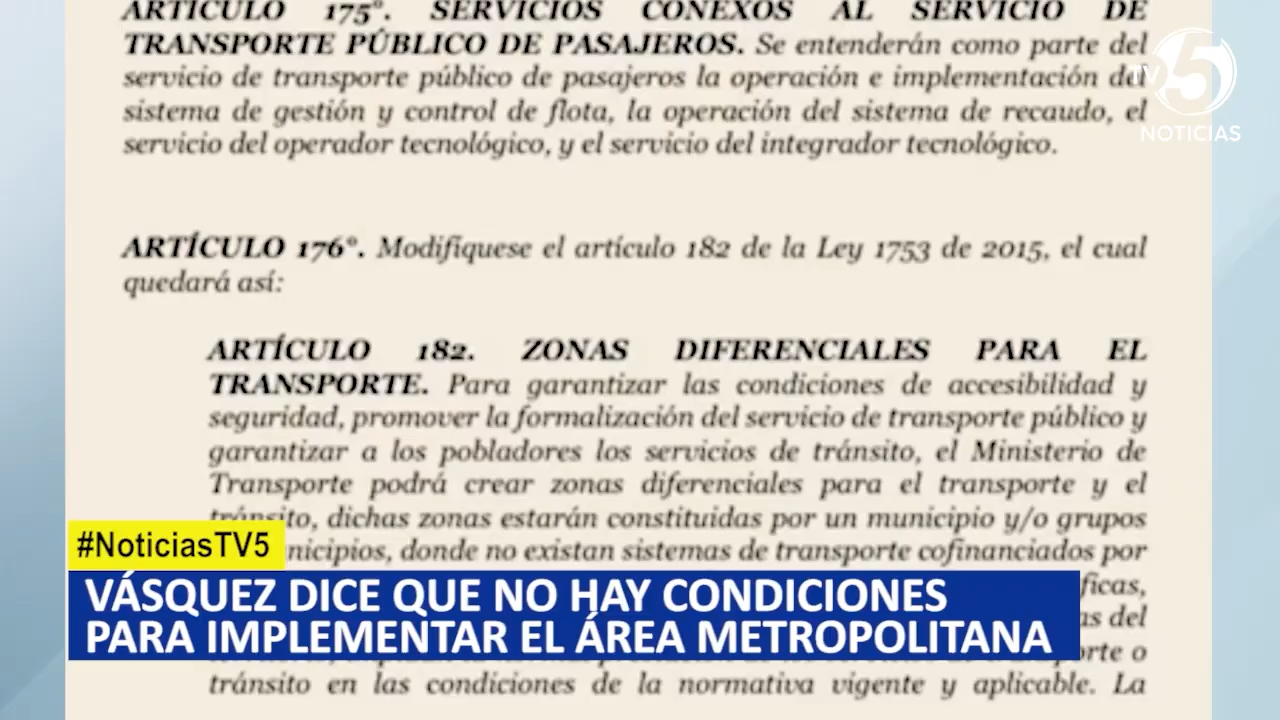 ARTÍCULO 175°. SERVICIOS CONEXOS AL SERVICIO DE
TRANSPORTE PÚBLICO DE PASAJEROS. Se entenderán como parte del
servicio de transporte público de pasajeros la operación e implementación del
sistema de gestión y control de flota, la operación del sistema de recaudo, el
servicio del operador tecnológico, y el servicio del integrador tecnológico.
TV5
NOTICIAS
ARTÍCULO 176°. Modifíquese el artículo 182 de la Ley 1753 de 2015, el cual
quedará así:
ARTÍCULO 182. ZONAS DIFERENCIALES PARA EL
TRANSPORTE. Para garantizar las condiciones de accesibilidad y
seguridad, promover la formalización del servicio de transporte público y
garantizar a los pobladores los servicios de tránsito, el Ministerio de
Transporte podrá crear zonas diferenciales para el transporte y el
tránsito, dichas zonas estarán constituidas por un municipio y/o grupos
nicipios, donde no existan sistemas de transporte cofinanciados por
ficas,
as del
orte o
tránsito en las condiciones de la normativa vigente y aplicable. La
#NoticiasTV5
VÁSQUEZ DICE QUE NO HAY CONDICIONES
PARA IMPLEMENTAR EL ÁREA METROPOLITANA